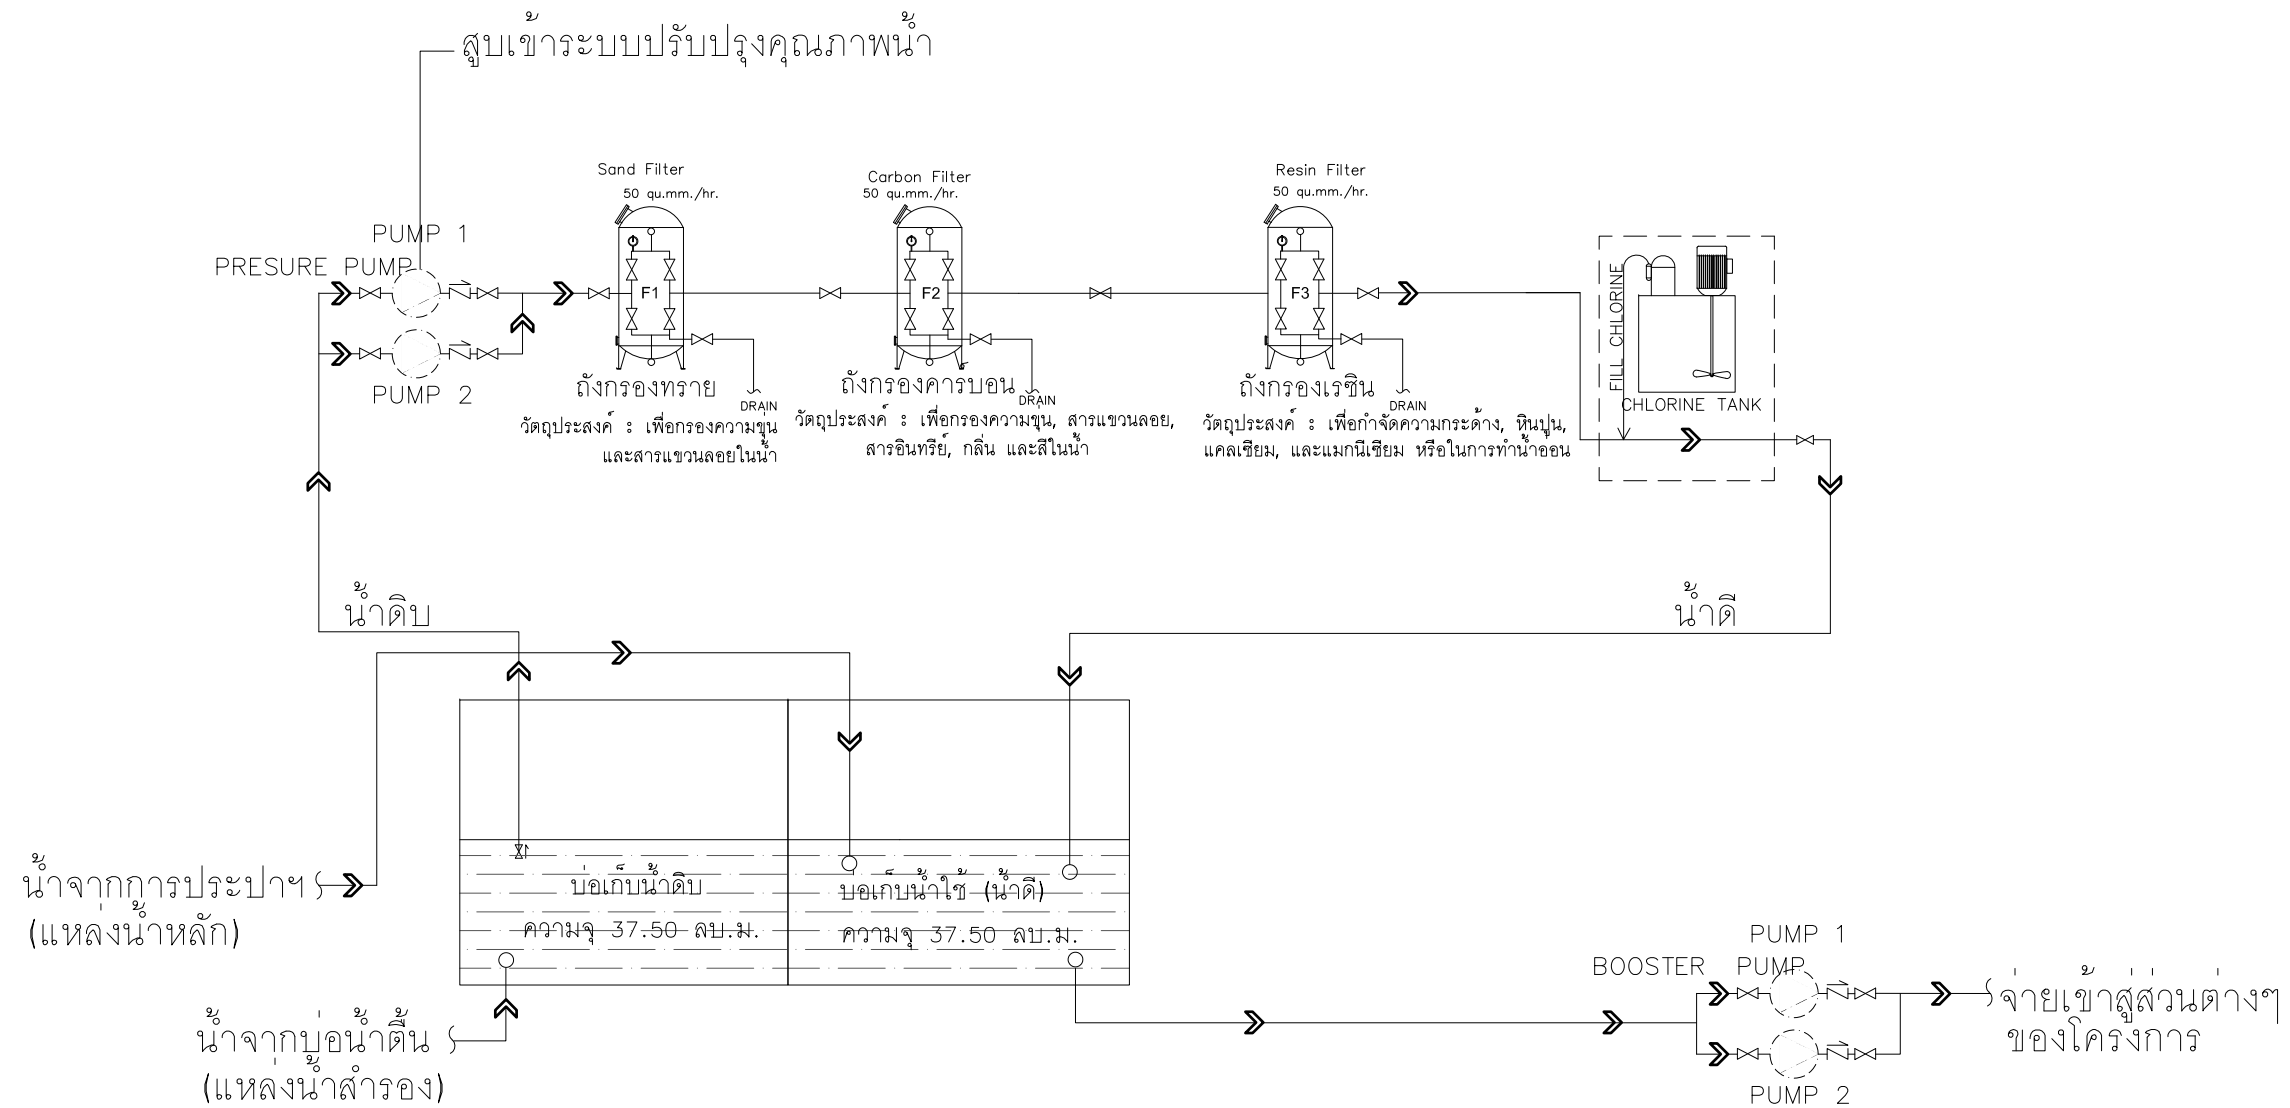 สูบเข้าระบบปรับปรุงคุณภาพน้ำ
Sand Filter
50 qu.mm./hr.
Carbon Filter
50 qu.mm./hr.
Resin Filter
50 qu.mm./hr.
PUMP 1
PRESURE PUMP
PUMP 2
F1
F2
F3
FILL CHLORINE
CHLORINE TANK
ถังกรองทราย
DRAIN
วัตถุประสงค์ : เพื่อกรองความขุ่น
และสารแขวนลอยในน้ำ
ถังกรองคาร์บอน
DRAIN
วัตถุประสงค์ : เพื่อกรองความขุ่น, สารแขวนลอย,
สารอินทรีย์, กลิ่น และสีในน้ำ
ถังกรองเรซิน
DRAIN
วัตถุประสงค์ : เพื่อกำจัดความกระด้าง, หินปูน,
แคลเซียม, และแมกนีเซียม หรือในการทำน้ำอ่อน
น้ำดิบ
น้ำดี
น้ำจากการประปาฯ
(แหล่งน้ำหลัก)
บ่อเก็บน้ำดิบ
ความจุ 37.50 ลบ.ม.
บอเก็บน้ำใช้ (น้ำดี)
ความจุ 37.50 ลบ.ม.
น้ำจากบ่อน้ำตื้น
(แหล่งน้ำสำรอง)
PUMP 1
BOOSTER PUMP
PUMP 2
จ่ายเข้าสู่ส่วนต่างๆ
ของโครงการ